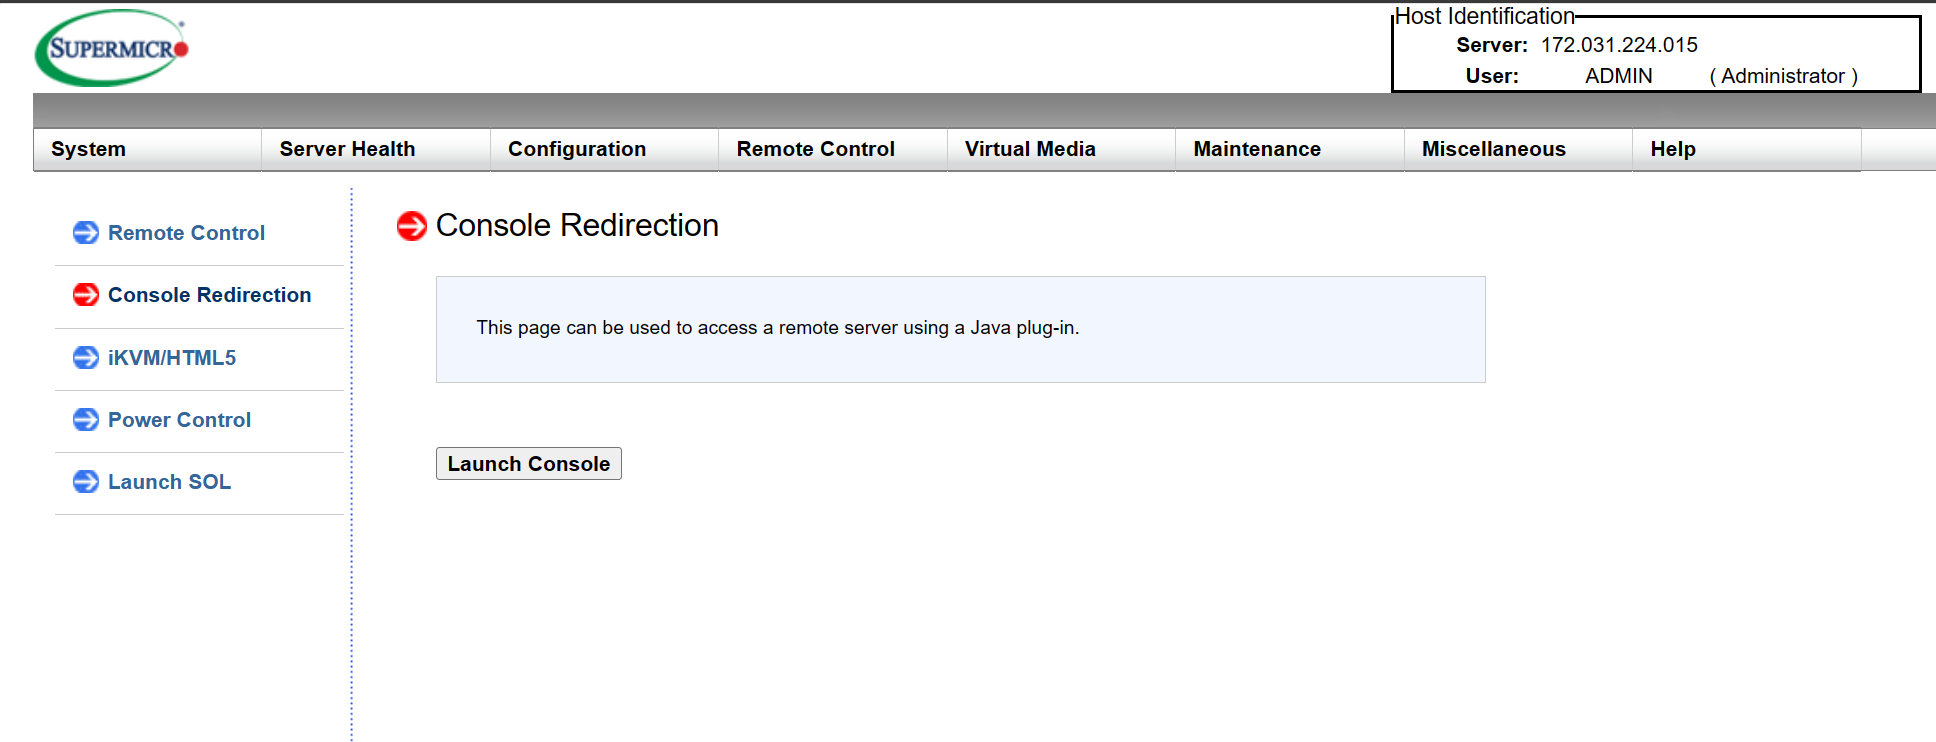 SUPERMICRO
Host Identification
Server: 172.031.224.015
User: ADMIN ( Administrator )
System Server Health Configuration Remote Control Virtual Media Maintenance Miscellaneous Help
Remote Control
Console Redirection
iKVM/HTML5
Power Control
Launch SOL
Console Redirection
This page can be used to access a remote server using a Java plug-in.
Launch Console